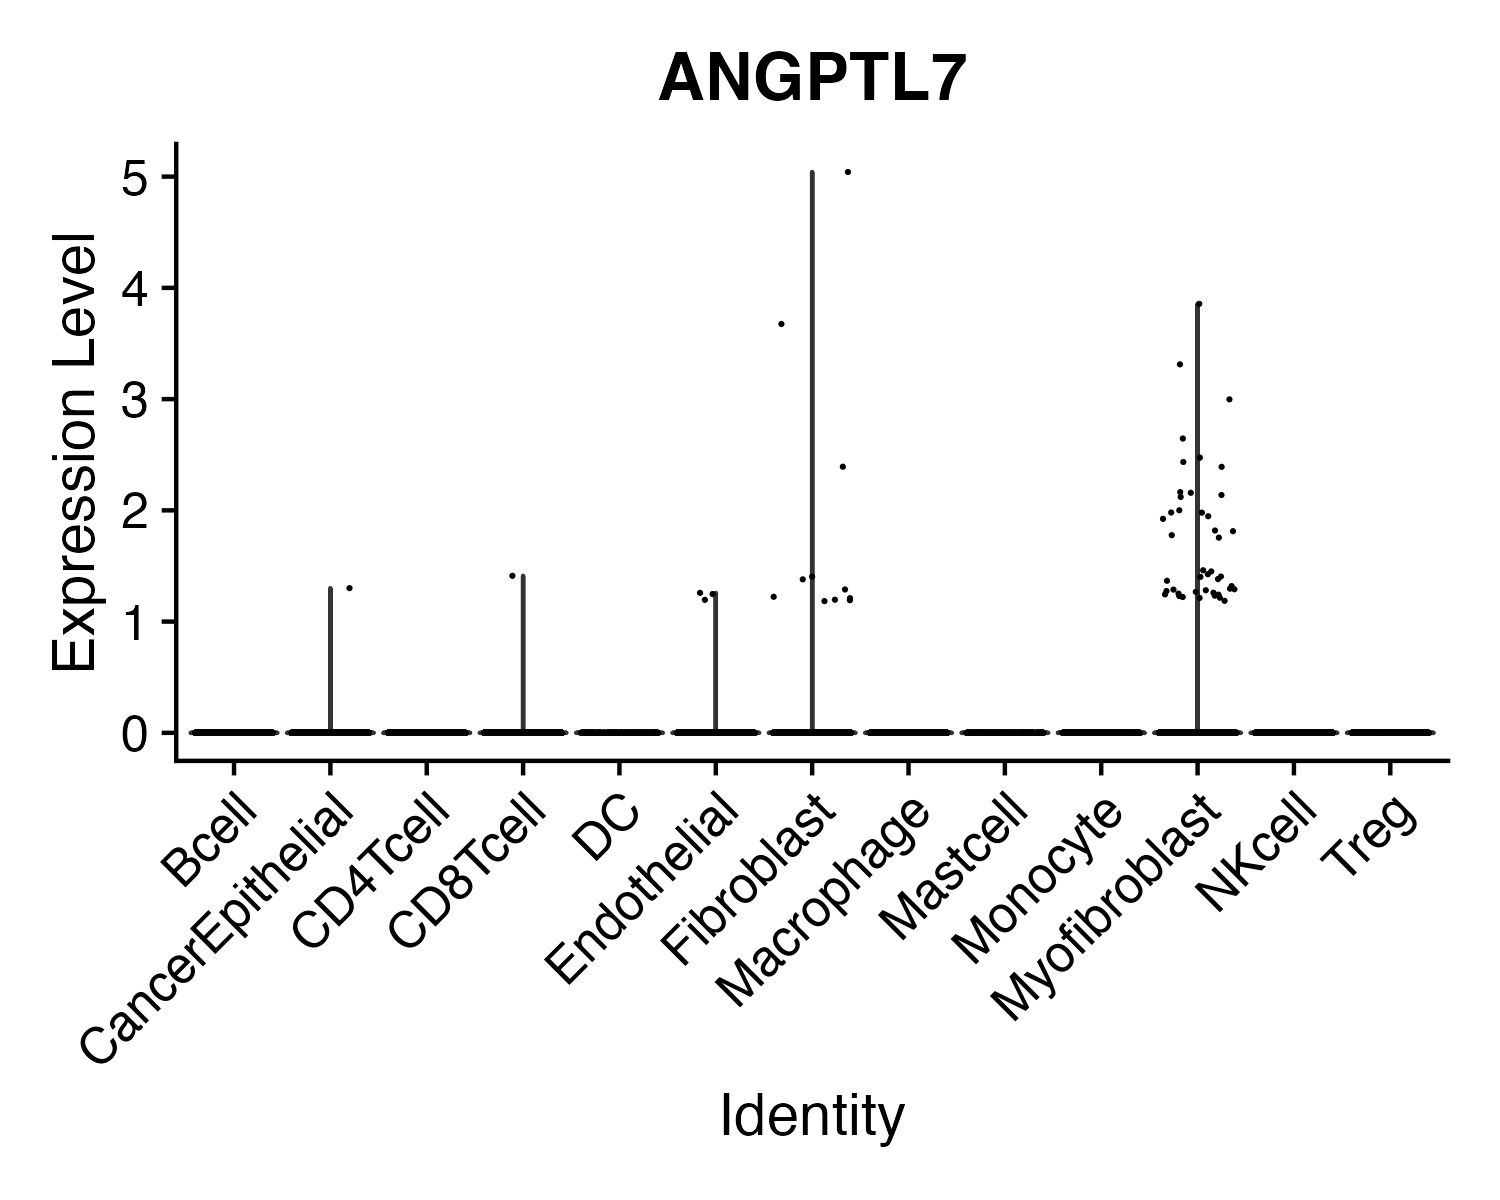 ANGPTL7
Expression Level
5
4
3
2
1
0
Bcell
CancerEpithelial
CD4Tcell
CD8Tcell
DC
Endothelial
Fibroblast
Macrophage
Mastcell
Monocyte
Myofibroblast
NKcell
Treg
Identity